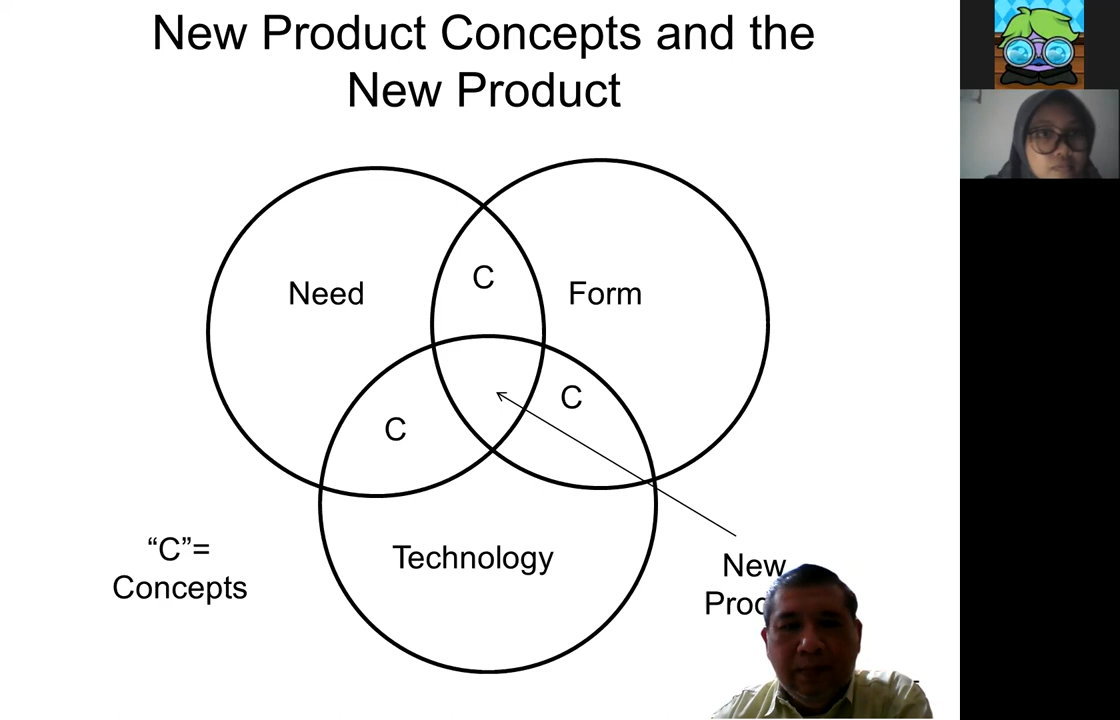 New Product Concepts and the
New Product
C
Need
Form
C
C
“C”=
Concepts
Technology
New